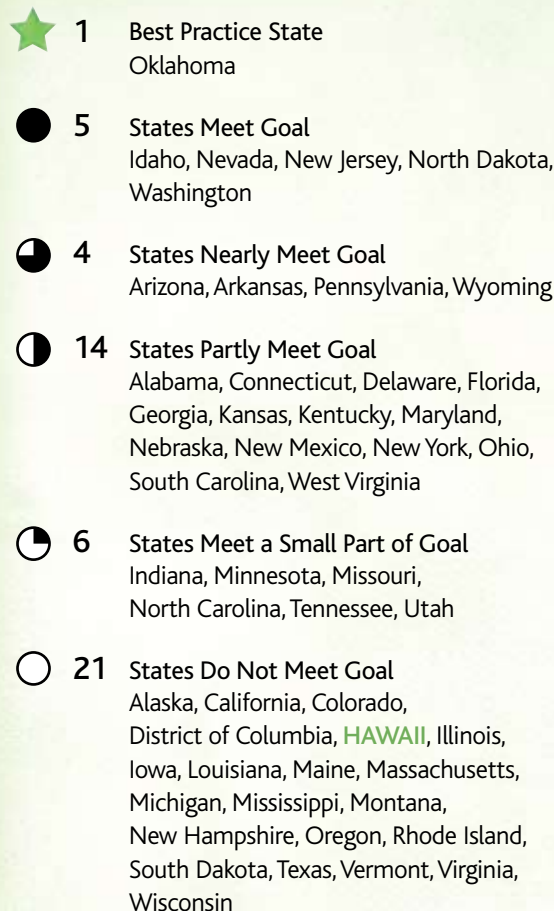 1 Best Practice State
Oklahoma
5 States Meet Goal
Idaho, Nevada, New Jersey, North Dakota,
Washington
4 States Nearly Meet Goal
Arizona, Arkansas, Pennsylvania, Wyoming
14 States Partly Meet Goal
Alabama, Connecticut, Delaware, Florida,
Georgia, Kansas, Kentucky, Maryland,
Nebraska, New Mexico, New York, Ohio,
South Carolina, West Virginia
6 States Meet a Small Part of Goal
Indiana, Minnesota, Missouri,
North Carolina, Tennessee, Utah
21 States Do Not Meet Goal
Alaska, California, Colorado,
District of Columbia, HAWAII, Illinois,
Iowa, Louisiana, Maine, Massachusetts,
Michigan, Mississippi, Montana,
New Hampshire, Oregon, Rhode Island,
South Dakota, Texas, Vermont, Virginia,
Wisconsin